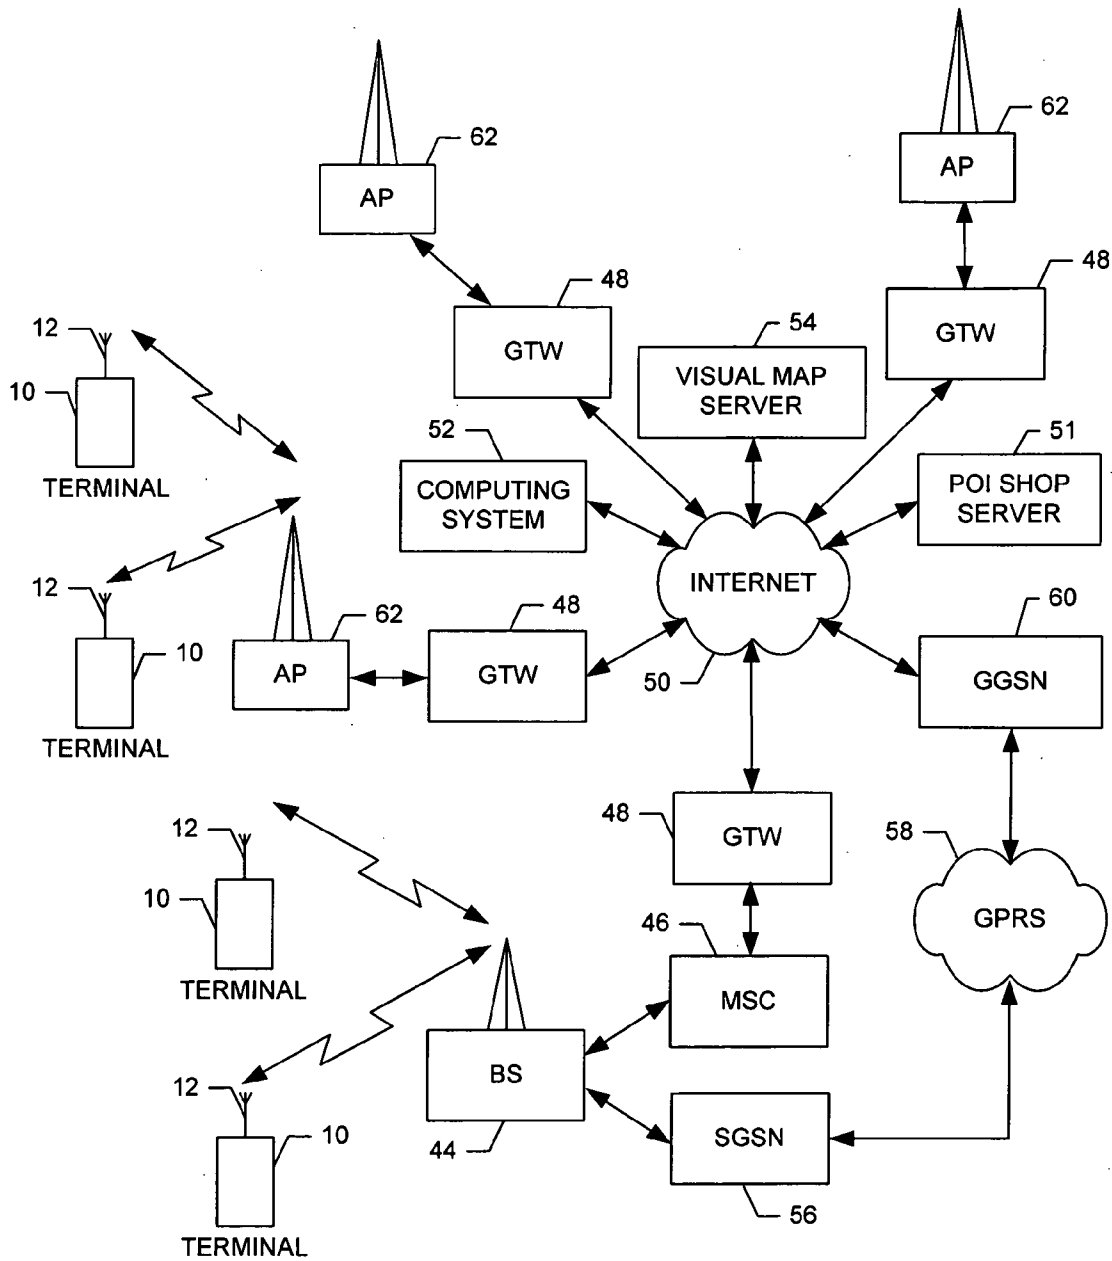 62
AP
62
AP
48
GTW
48
GTW
54
VISUAL MAP
SERVER
12
10
TERMINAL
52
COMPUTING
SYSTEM
51
POI SHOP
SERVER
INTERNET
50
12
10
TERMINAL
62
AP
48
GTW
60
GGSN
48
GTW
58
GPRS
12
10
TERMINAL
46
MSC
BS
44
SGSN
56
12
10
TERMINAL